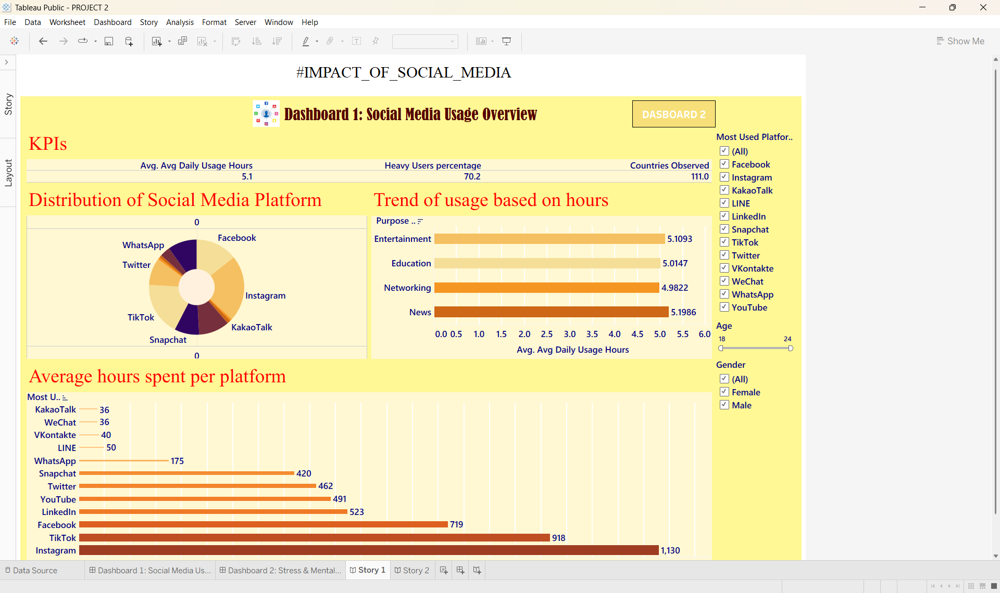 Tableau Public - PROJECT 2
File Data Worksheet Dashboard Story Analysis Format Server Window Help
Show Me
Story
Layout
#IMPACT_OF_SOCIAL_MEDIA
Dashboard 1: Social Media Usage Overview
DASBOARD 2
KPIs
Avg. Avg Daily Usage Hours Heavy Users percentage Countries Observed
5.1 70.2 111.0
Distribution of Social Media Platform
0
Facebook
WhatsApp
Twitter
Instagram
TikTok
KakaoTalk
Snapchat
0
Trend of usage based on hours
Purpose ..
Entertainment 5.1093
Education 5.0147
Networking 4.9822
News 5.1986
0.0 0.5 1.0 1.5 2.0 2.5 3.0 3.5 4.0 4.5 5.0 5.5 6.0
Avg. Avg Daily Usage Hours
Average hours spent per platform
Most U..
KakaoTalk 36
WeChat 36
VKontakte 40
LINE 50
WhatsApp 175
Snapchat 420
Twitter 462
YouTube 491
LinkedIn 523
Facebook 719
TikTok 918
Instagram 1,130
Most Used Platfor..
(All)
Facebook
Instagram
KakaoTalk
LINE
LinkedIn
Snapchat
TikTok
Twitter
VKontakte
WeChat
WhatsApp
YouTube
Age
18 24
Gender
(All)
Female
Male
Data Source Dashboard 1: Social Media Us... Dashboard 2: Stress & Mental... Story 1 Story 2